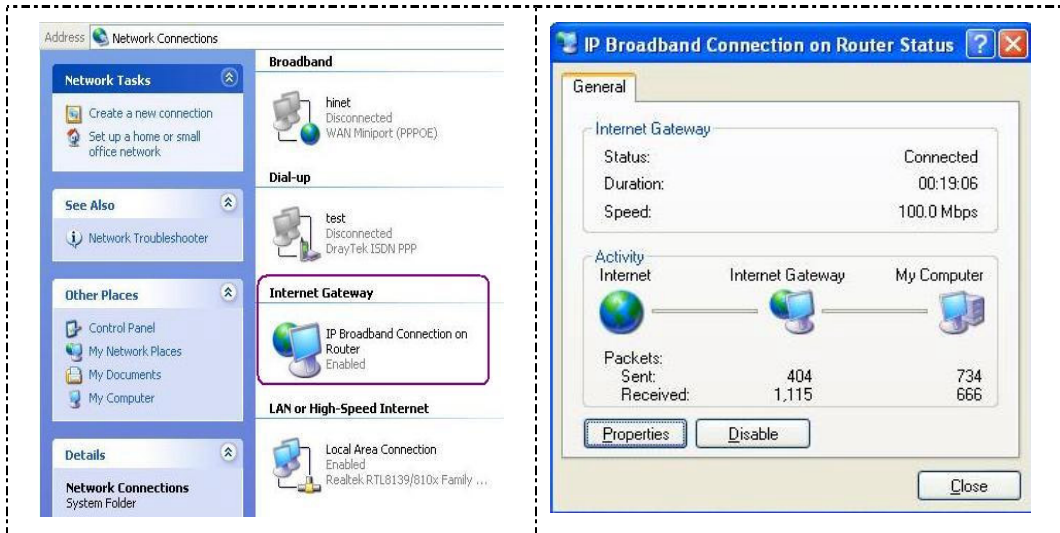 Address Network Connections
Network Tasks
Create a new connection
Set up a home or small
office network
See Also
Network Troubleshooter
Other Places
Control Panel
My Network Places
My Documents
My Computer
Details
Network Connections
System Folder
Broadband
hinet
Disconnected
WAN Miniport (PPPOE)
Dial-up
test
Disconnected
DrayTek ISDN PPP
Internet Gateway
IP Broadband Connection on
Router
Enabled
LAN or High-Speed Internet
Local Area Connection
Enabled
Realtek RTL8139/810x Family ...
IP Broadband Connection on Router Status
General
Internet Gateway
Status: Connected
Duration: 00:19:06
Speed: 100.0 Mbps
Activity
Internet Internet Gateway My Computer
Packets:
Sent: 404 734
Received: 1,115 666
Properties Disable
Close